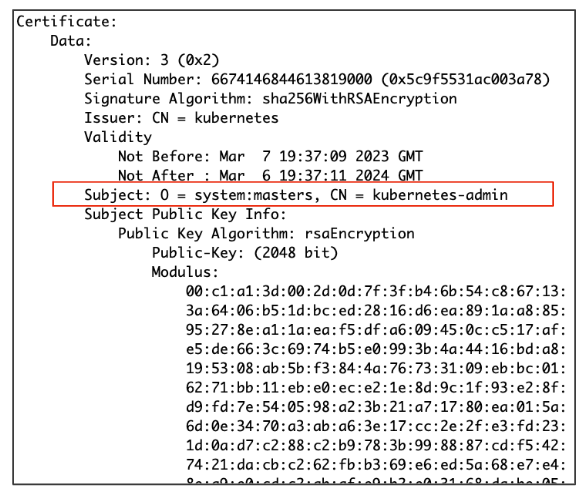 Certificate:
Data:
Version: 3 (0x2)
Serial Number: 6674146844613819000 (0x5c9f5531ac003a78)
Signature Algorithm: sha256WithRSAEncryption
Issuer: CN = kubernetes
Validity
Not Before: Mar  7 19:37:09 2023 GMT
Not After : Mar  6 19:37:11 2024 GMT
Subject: O = system:masters, CN = kubernetes-admin
Subject Public Key Info:
Public Key Algorithm: rsaEncryption
Public-Key: (2048 bit)
Modulus:
00:c1:a1:3d:00:2d:0d:7f:3f:b4:6b:54:c8:67:13:
3a:64:06:b5:1d:bc:ed:28:16:d6:ea:89:1a:a8:85:
95:27:8e:a1:1a:ea:f5:df:a6:09:45:0c:c5:17:af:
e5:de:66:3c:69:74:b5:e0:99:3b:4a:44:16:bd:a8:
19:53:08:ab:5b:f3:84:4a:76:73:31:09:eb:bc:01:
62:71:bb:11:eb:e0:ec:e2:1e:8d:9c:1f:93:e2:8f:
d9:fd:7e:54:05:98:a2:3b:21:a7:17:80:ea:01:5a:
6d:0e:34:70:a3:ab:a6:3e:17:cc:2e:2f:e3:fd:23:
1d:0a:d7:c2:88:c2:b9:78:3b:99:88:87:cd:f5:42:
74:21:da:cb:c2:62:fb:b3:69:e6:ed:5a:68:e7:e4: